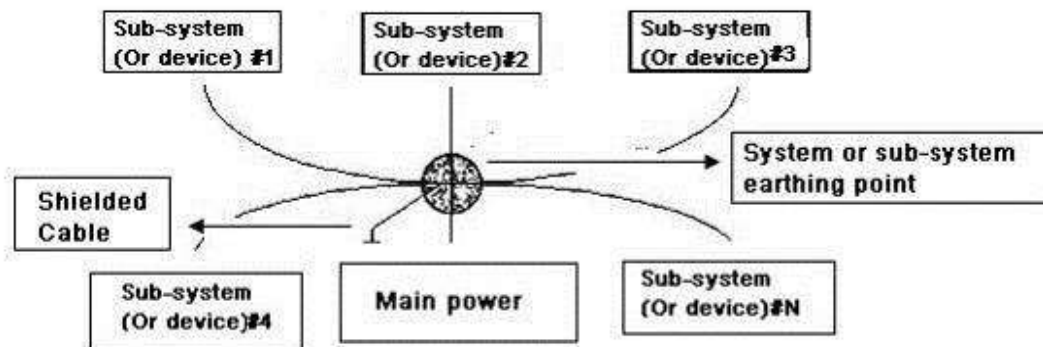 Sub-system
(Or device) #1
Sub-system
(Or device)#2
Sub-system
(Or device)#3
System or sub-system
earthing point
Shielded
Cable
Sub-system
(Or device)#4
Main power
Sub-system
(Or device)#N